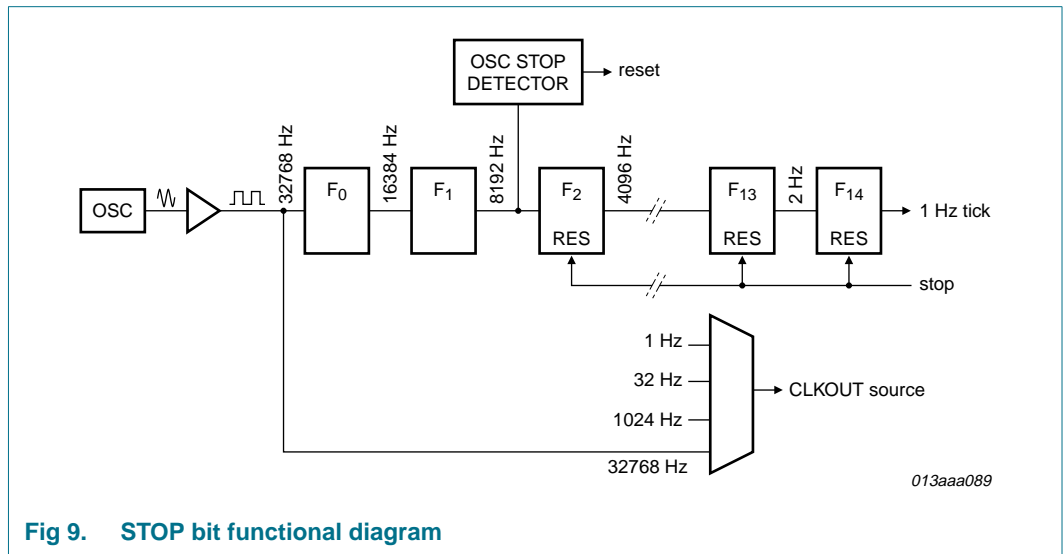 OSC STOP
DETECTOR
reset
32768 Hz
16384 Hz
8192 Hz
4096 Hz
2 Hz
OSC
F0
F1
F2
RES
F13
RES
F14
RES
1 Hz tick
stop
1 Hz
32 Hz
1024 Hz
32768 Hz
CLKOUT source
013aaa089
Fig 9. STOP bit functional diagram